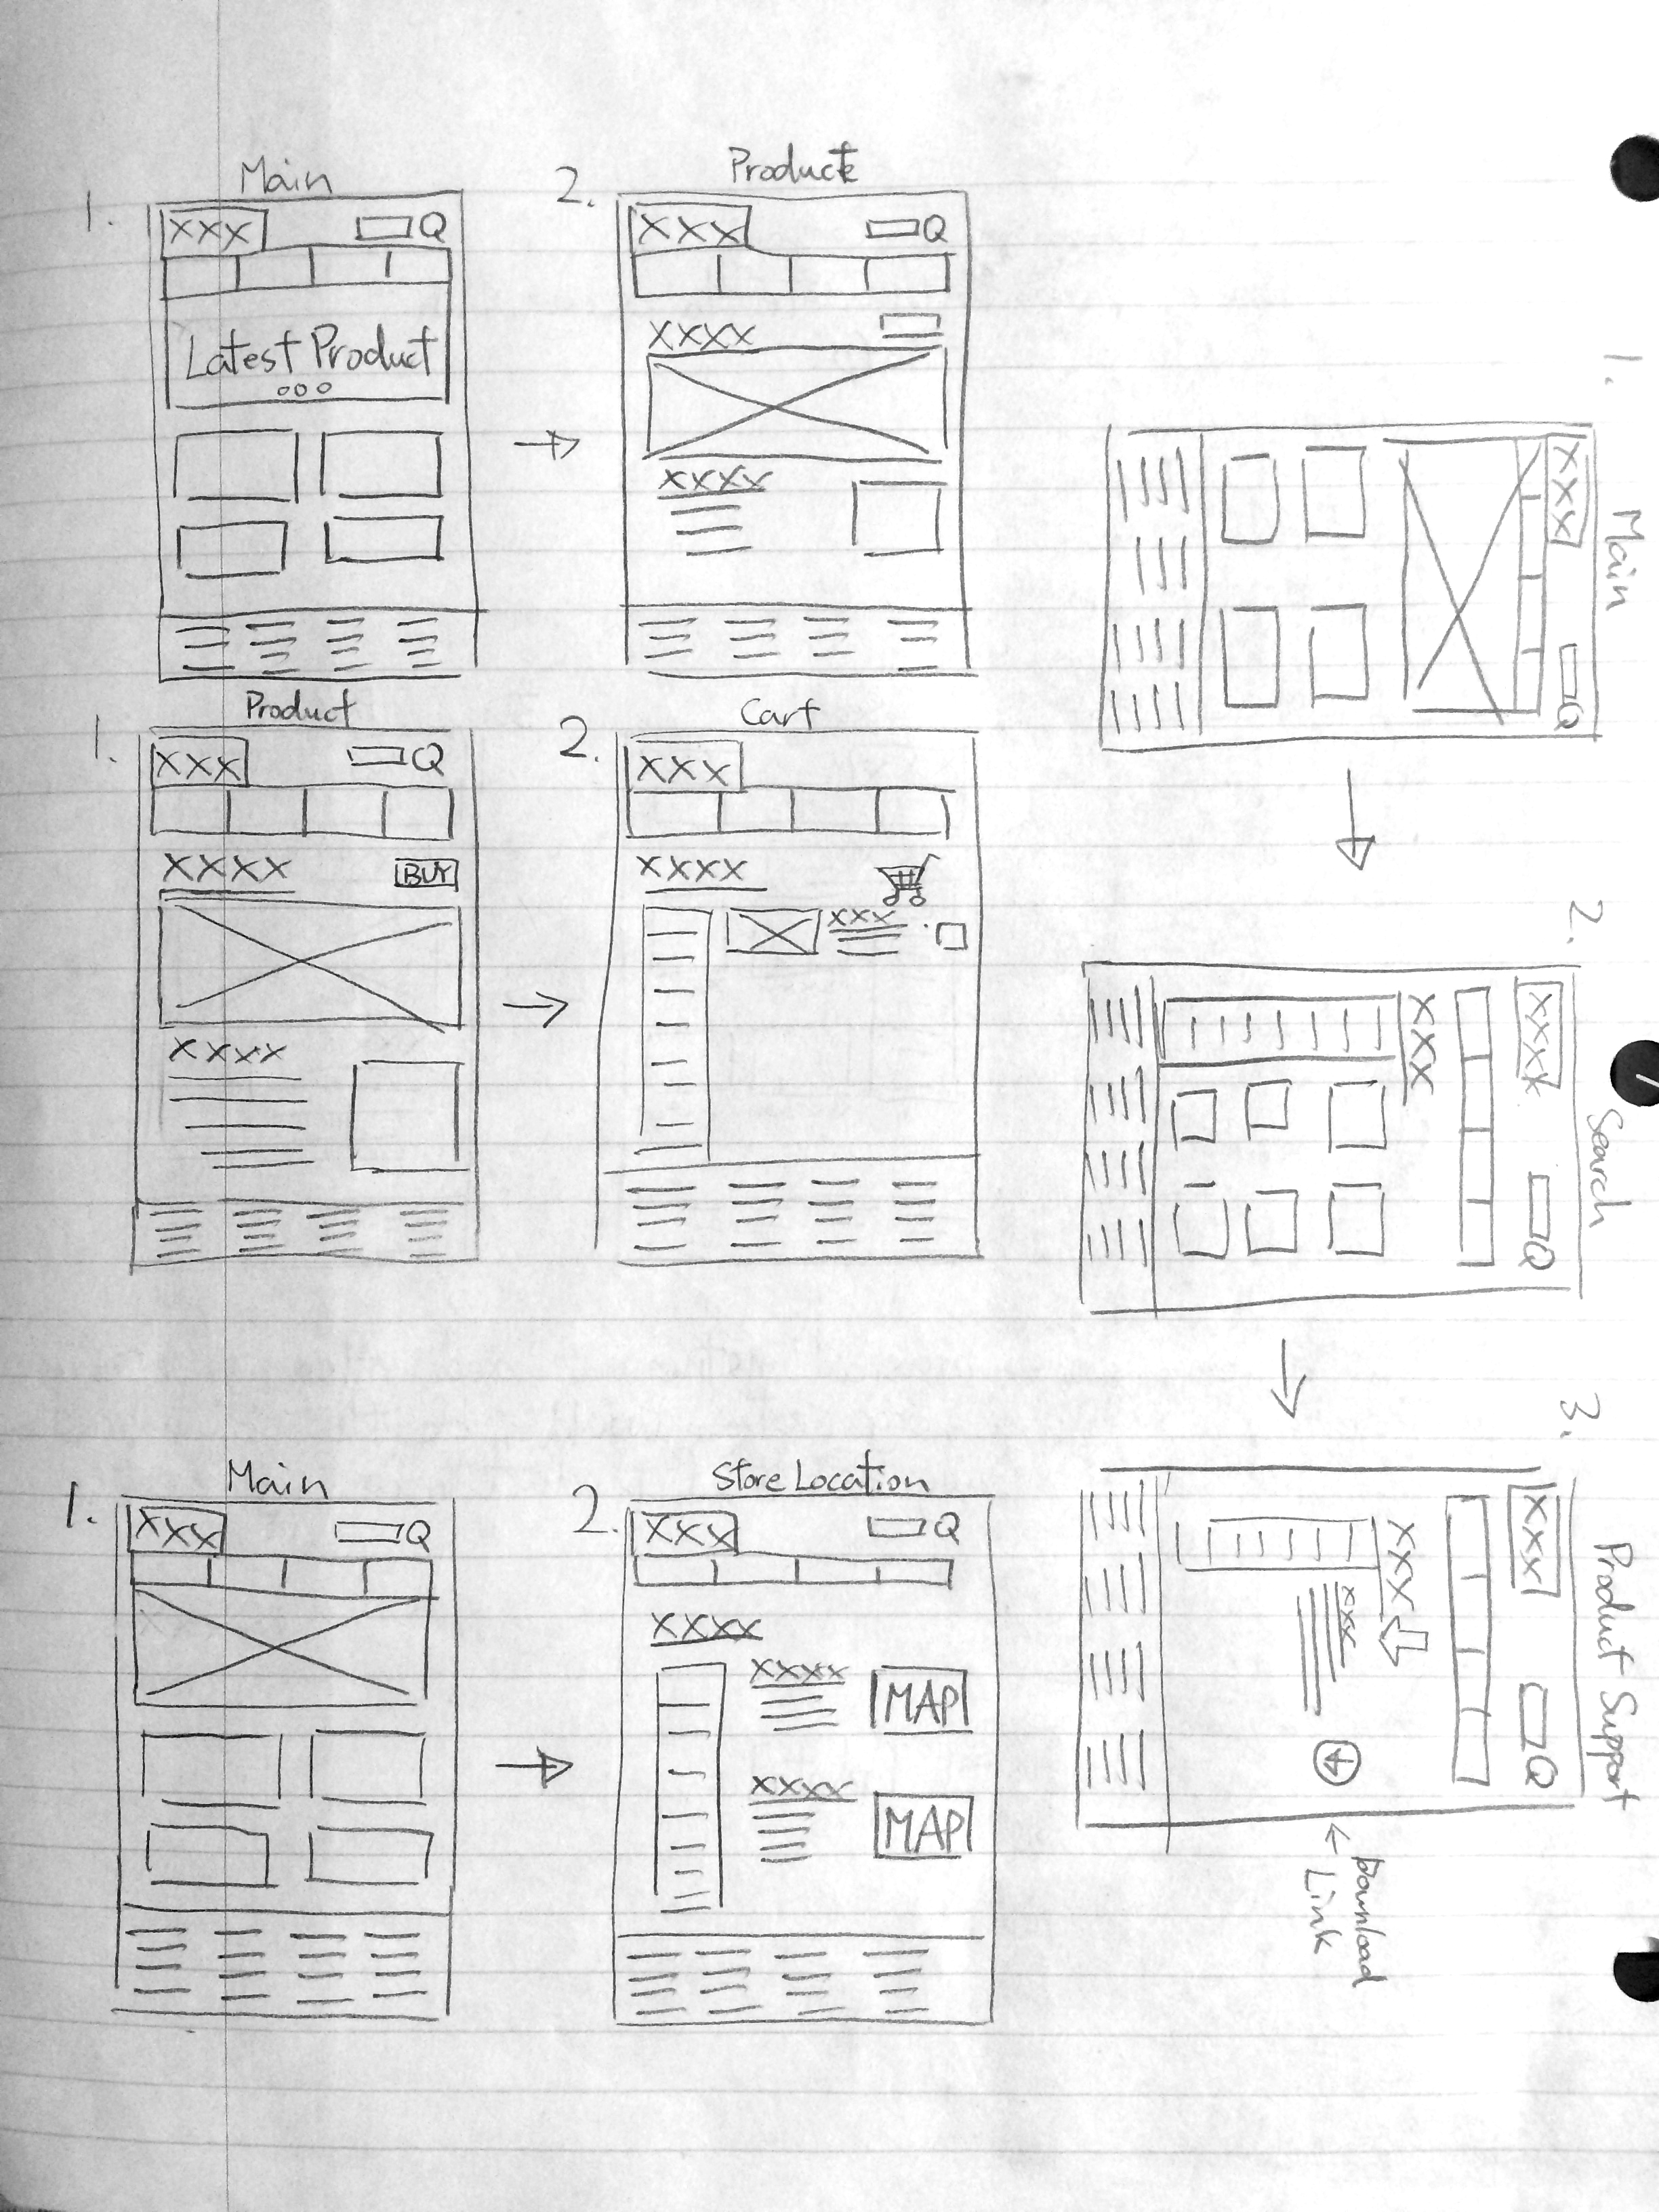 Main
1.
XXX Q
Latest Product
Product
2.
XXX Q
XXXX
XXXX
Product
1.
XXX Q
XXXX BUY
XXXX
Cart
2.
XXX
XXXX
XXX
Main
1.
XXX Q
Store Location
2.
XXX Q
XXXX
XXXX MAP
XXXX MAP
1. Main
XXX Q
2. Search
XXXX Q
XXX
3. Product Support
XXX Q
XXX
XXX
← Download
Link